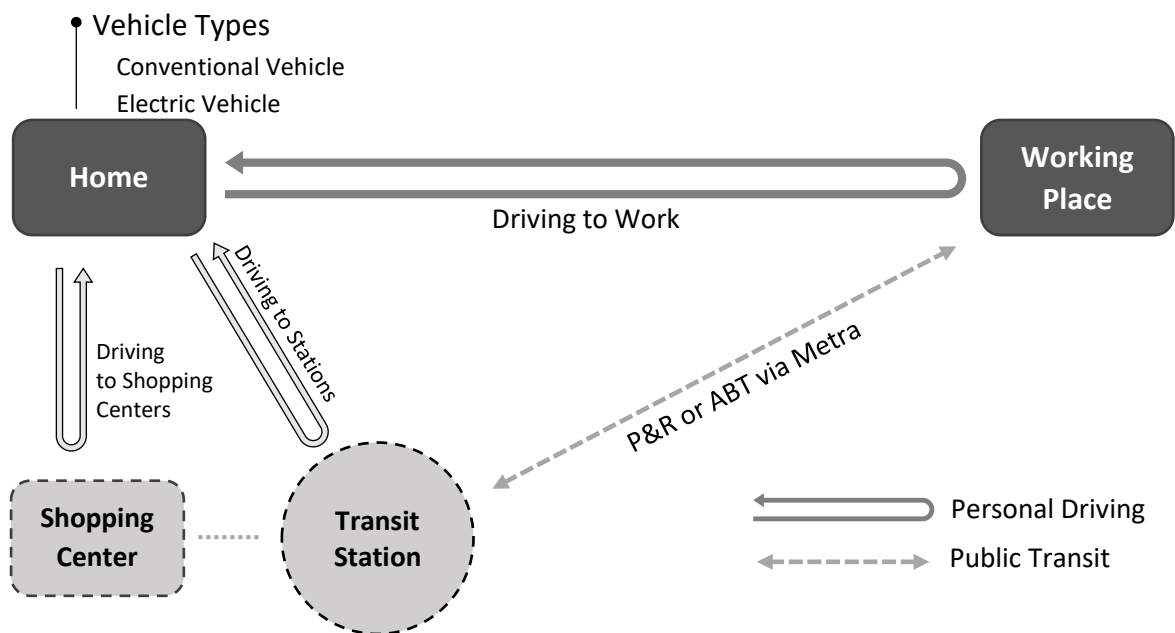 Vehicle Types
Conventional Vehicle
Electric Vehicle
Home
Working
Place
Driving to Work
Driving to Stations
Driving
to Shopping
Centers
P&R or ABT via Metra
Shopping
Center
Transit
Station
Personal Driving
Public Transit